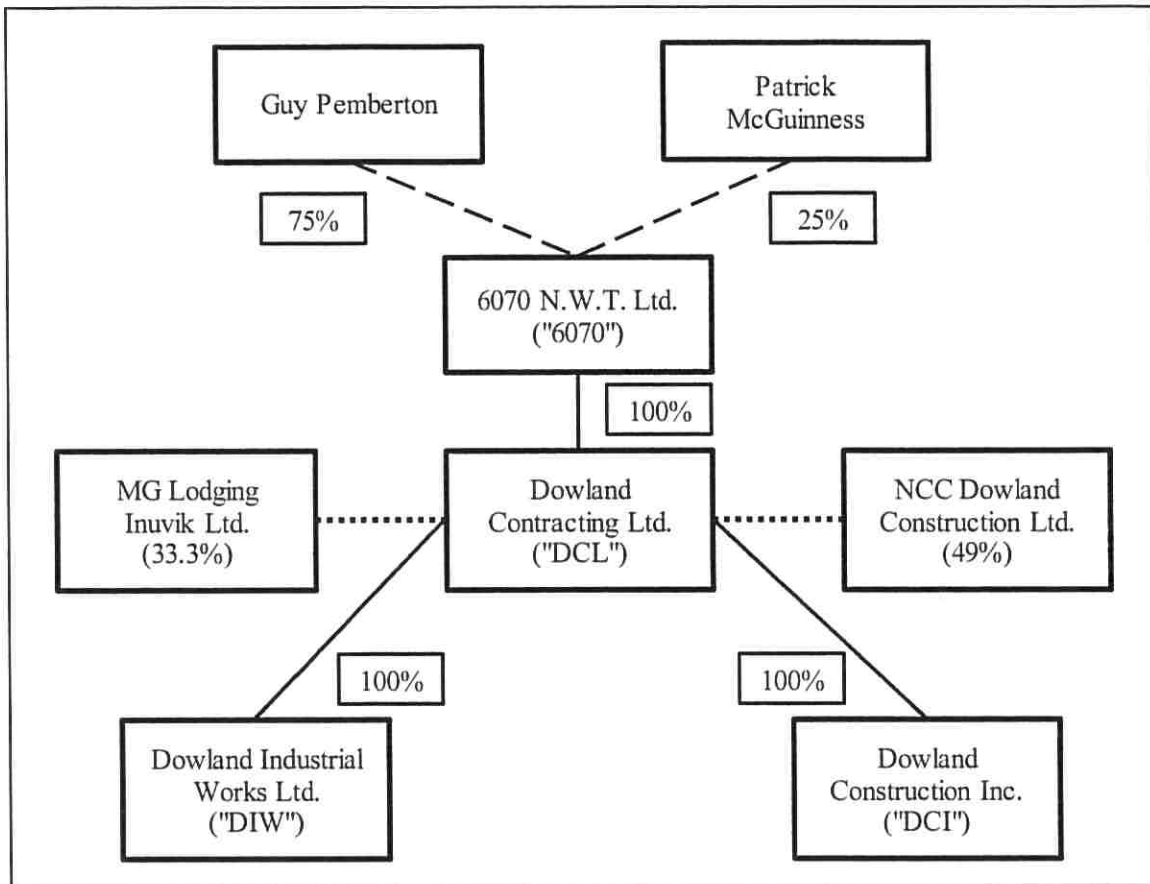 Guy Pemberton
Patrick
McGuinness
75%
25%
6070 N.W.T. Ltd.
("6070")
100%
MG Lodging
Inuvik Ltd.
(33.3%)
Dowland
Contracting Ltd.
("DCL")
NCC Dowland
Construction Ltd.
(49%)
100%
100%
Dowland Industrial
Works Ltd.
("DIW")
Dowland
Construction Inc.
("DCI")